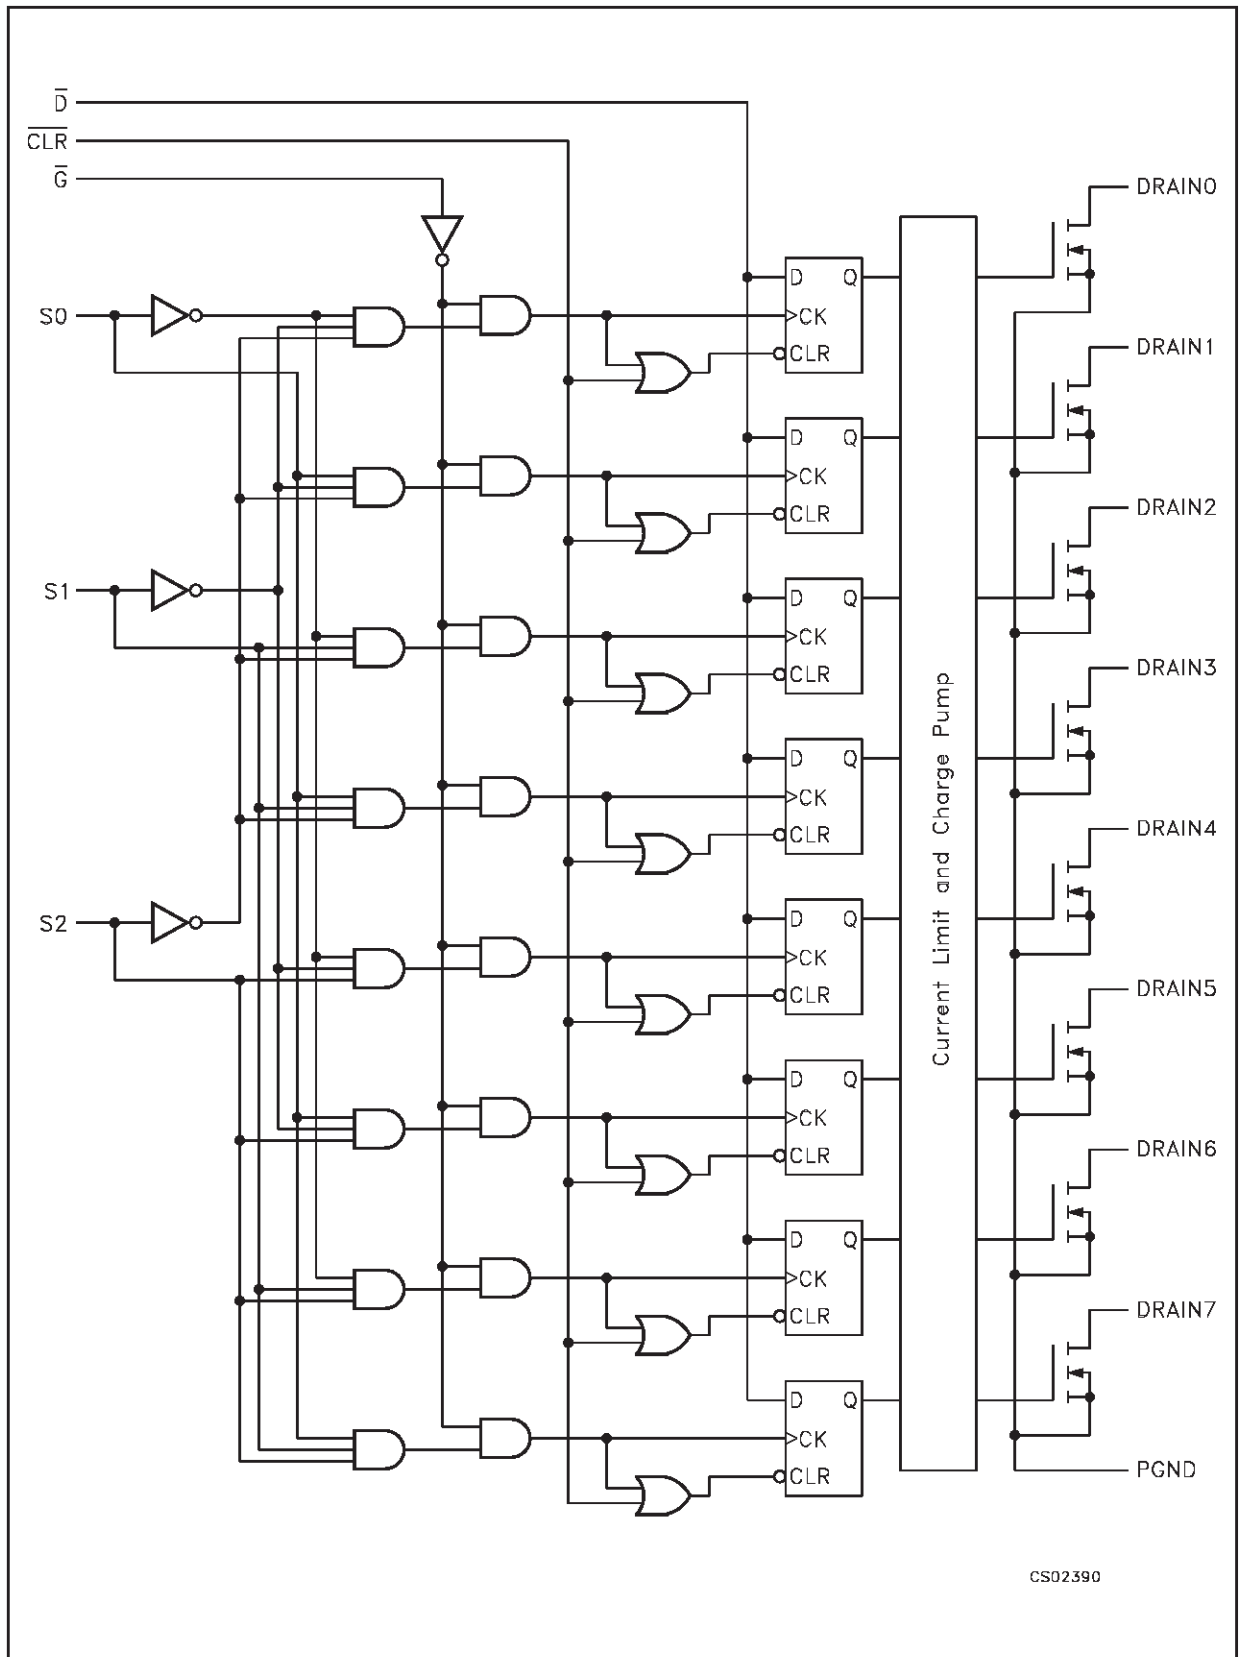 D̅
C̅L̅R̅
G̅
DRAIN0
D Q
S0
CK
CLR
DRAIN1
D Q
CK
CLR
DRAIN2
S1
D Q
CK
CLR
DRAIN3
D Q
CK
CLR
DRAIN4
S2
D Q
CK
CLR
DRAIN5
D Q
CK
CLR
DRAIN6
D Q
CK
CLR
DRAIN7
D Q
CK
CLR
PGND
Current Limit and Charge Pump
CS02390